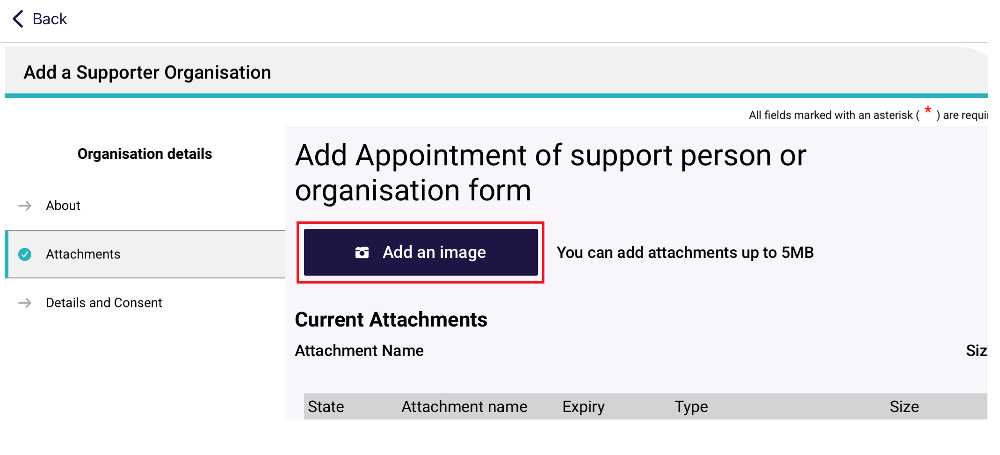 Back
Add a Supporter Organisation
All fields marked with an asterisk ( * ) are
Organisation details
Add Appointment of support person or
organisation form
About
Attachments
Add an image
You can add attachments up to 5MB
Details and Consent
Current Attachments
Attachment Name
State Attachment name Expiry Type Size